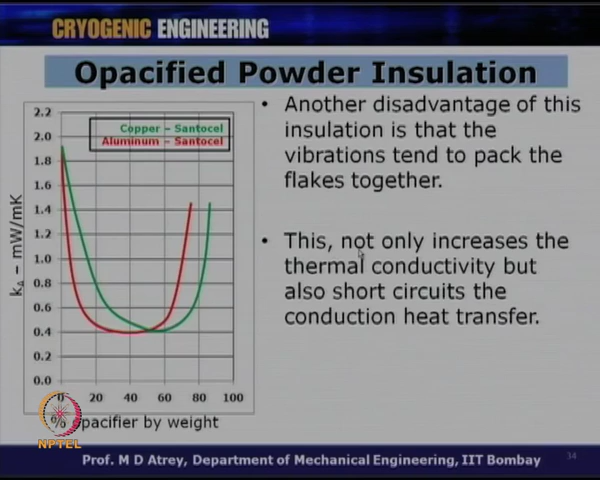 CRYOGENIC ENGINEERING
Opacified Powder Insulation
2.2
2.0
1.8
1.6
1.4
1.2
1.0
0.8
0.6
0.4
0.2
0.0
kA – mW/mK
Copper – Santocel
Aluminum – Santocel
0 20 40 60 80 100
% opacifier by weight
• Another disadvantage of this
insulation is that the
vibrations tend to pack the
flakes together.
• This, not only increases the
thermal conductivity but
also short circuits the
conduction heat transfer.
NPTEL
Prof. M D Atrey, Department of Mechanical Engineering, IIT Bombay
34